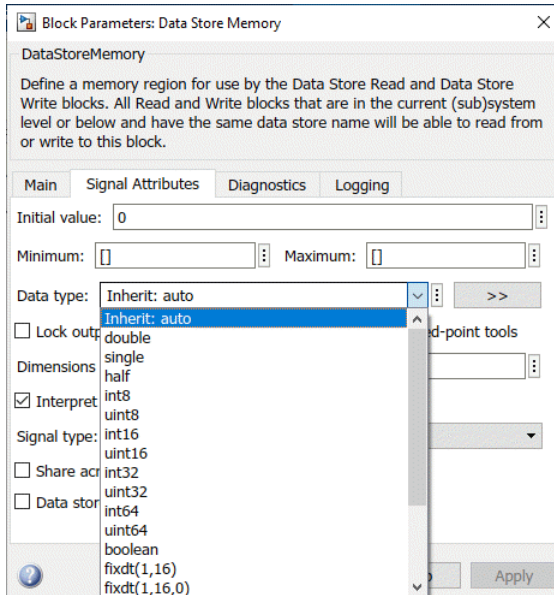 Block Parameters: Data Store Memory
DataStoreMemory
Define a memory region for use by the Data Store Read and Data Store
Write blocks. All Read and Write blocks that are in the current (sub)system
level or below and have the same data store name will be able to read from
or write to this block.
Main Signal Attributes Diagnostics Logging
Initial value: 0
Minimum: [] Maximum: []
Data type: Inherit: auto >>
Inherit: auto
Lock ed-point tools
double
single
Dimensions
half
Interpret int8
uint8
Signal type: int16
uint16
Share int32
uint32
Data int64
uint64
boolean
fixdt(1,16)
Apply
fixdt(1,16,0)